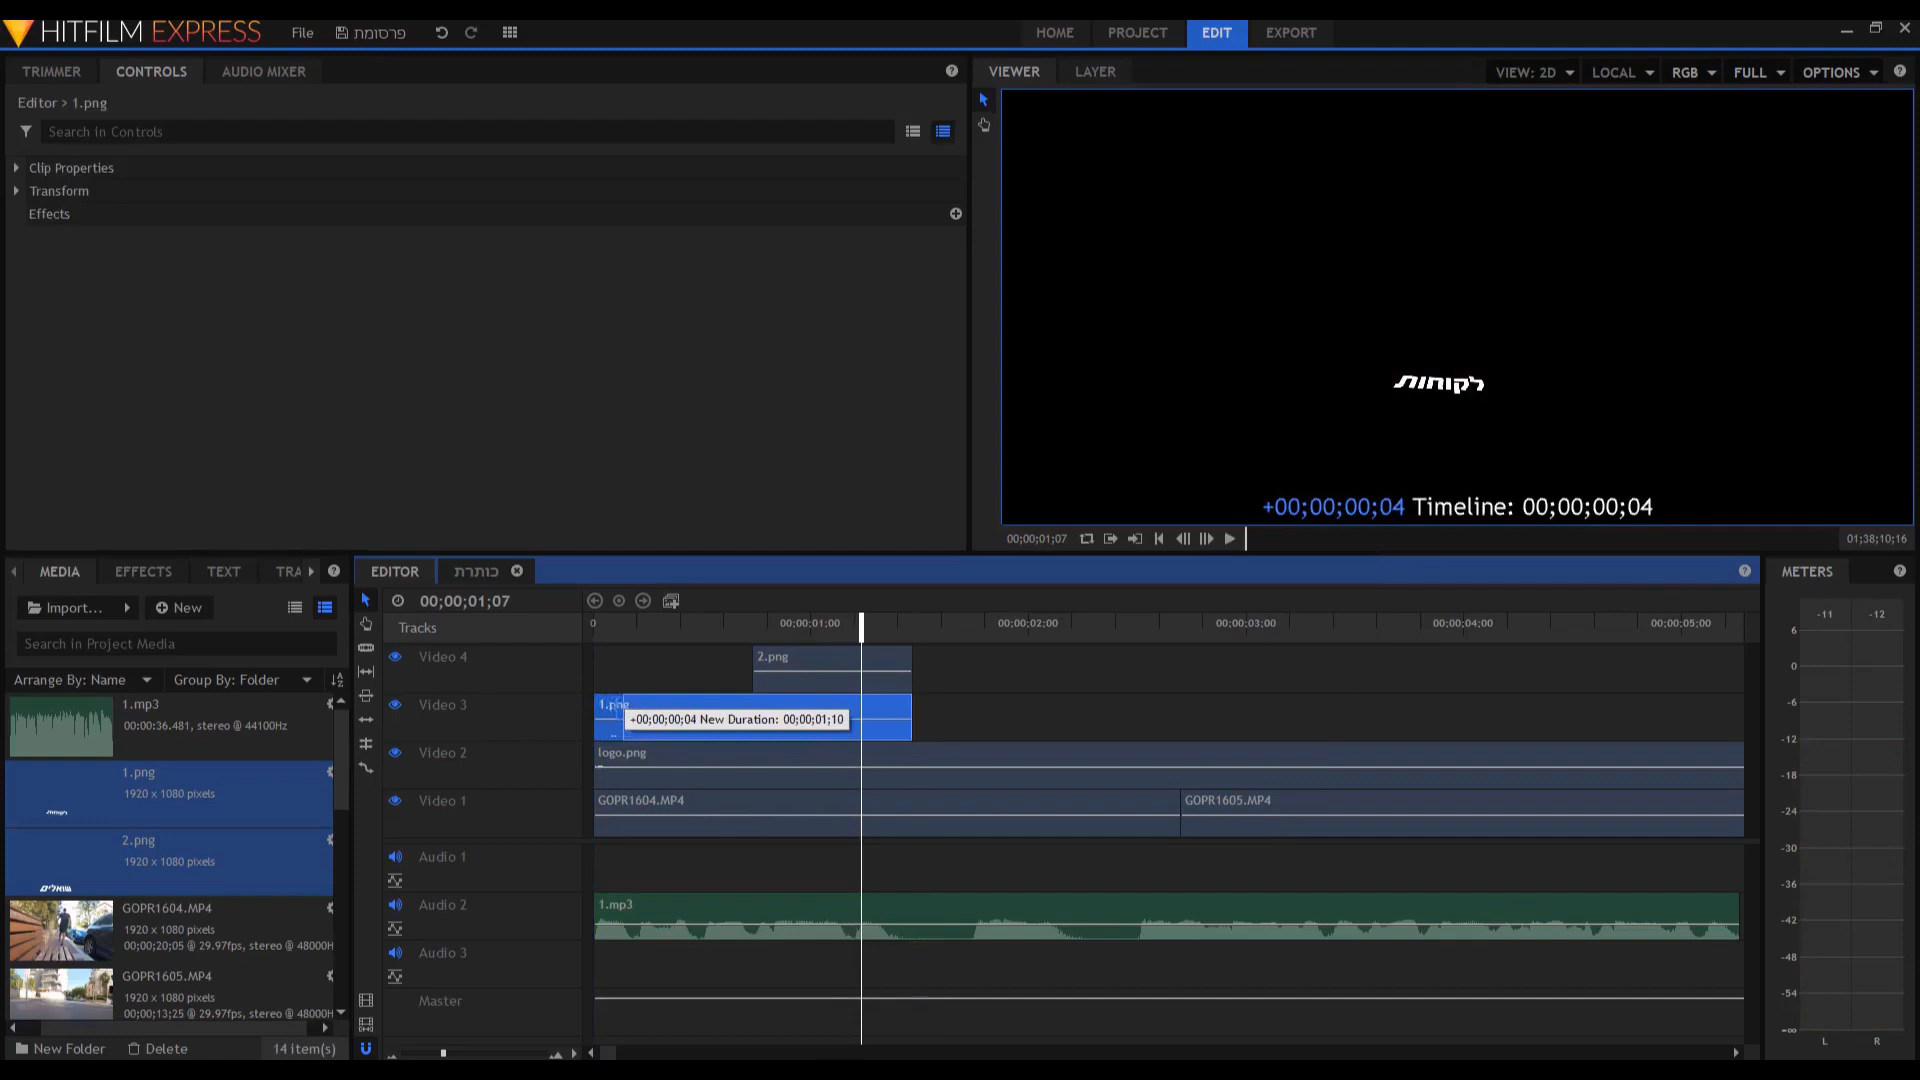 HITFILM EXPRESS
File
פרסומת
HOME
PROJECT
EDIT
EXPORT
TRIMMER
CONTROLS
AUDIO MIXER
VIEWER
LAYER
VIEW: 2D
LOCAL
RGB
FULL
OPTIONS
Editor > 1.png
Search in Controls
Clip Properties
Transform
Effects
לקוחות
+00;00;00;04 Timeline: 00;00;00;04
00;00;01;07
01;38;10;16
MEDIA
EFFECTS
TEXT
TRA
EDITOR
כותרת
METERS
Import...
New
00;00;01;07
Search in Project Media
Tracks
0
00;00;01;00
00;00;02;00
00;00;03;00
00;00;04;00
00;00;05;00
Arrange By: Name
Group By: Folder
1.mp3
00:00:36.481, stereo @ 44100Hz
1.png
1920 x 1080 pixels
לקוחות
2.png
1920 x 1080 pixels
שואלים
GOPR1604.MP4
1920 x 1080 pixels
00;00;20;05 @ 29.97fps, stereo @ 48000H
GOPR1605.MP4
1920 x 1080 pixels
00;00;13;25 @ 29.97fps, stereo @ 48000H
New Folder
Delete
14 item(s)
Video 4
2.png
Video 3
1.png
+00;00;00;04 New Duration: 00;00;01;10
Video 2
logo.png
Video 1
GOPR1604.MP4
GOPR1605.MP4
Audio 1
Audio 2
1.mp3
Audio 3
Master
-11
-12
6
0
-6
-12
-18
-24
-30
-36
-42
-48
-54
-∞
L
R